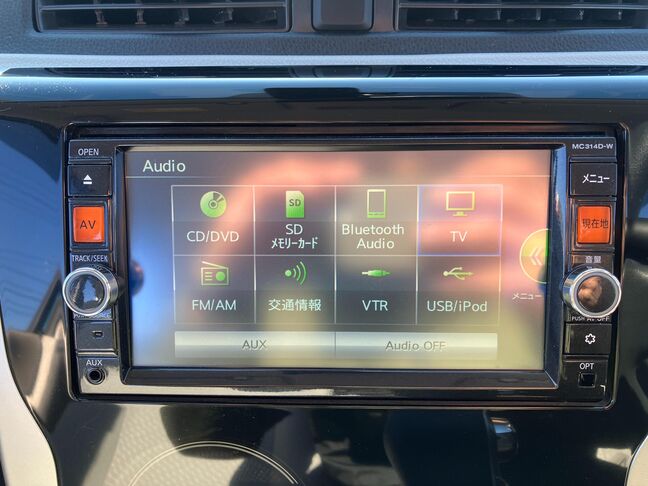 OPEN
MC314D-W
Audio
メニュー
AV
現在地
CD/DVD
SD
メモリーカード
Bluetooth
Audio
TV
TRACK/SEEK
音量
FM/AM
交通情報
VTR
USB/iPod
メニュー
PUSH AV OFF
AUX
Audio OFF
AUX
OPT